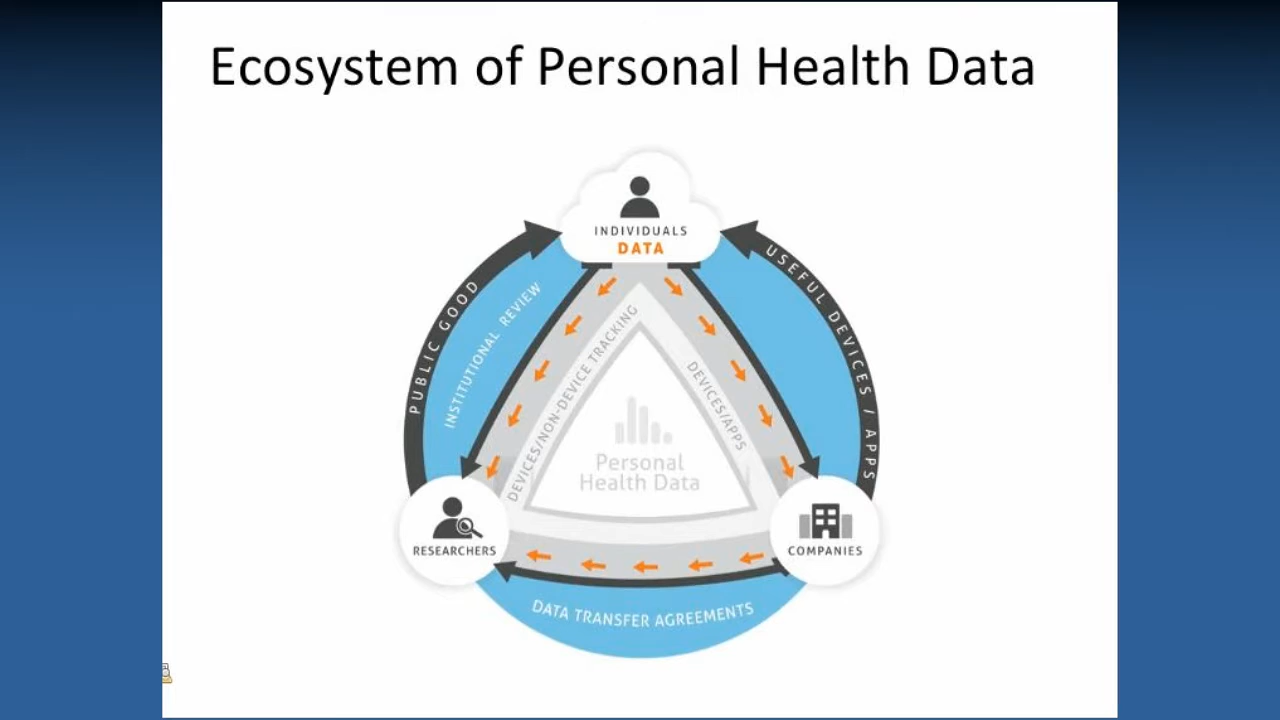 Ecosystem of Personal Health Data
INDIVIDUALS
DATA
PUBLIC GOOD
INSTITUTIONAL REVIEW
DEVICES/NON-DEVICE TRACKING
DEVICES/APPS
USEFUL DEVICES / APPS
Personal
Health Data
RESEARCHERS
COMPANIES
DATA TRANSFER AGREEMENTS